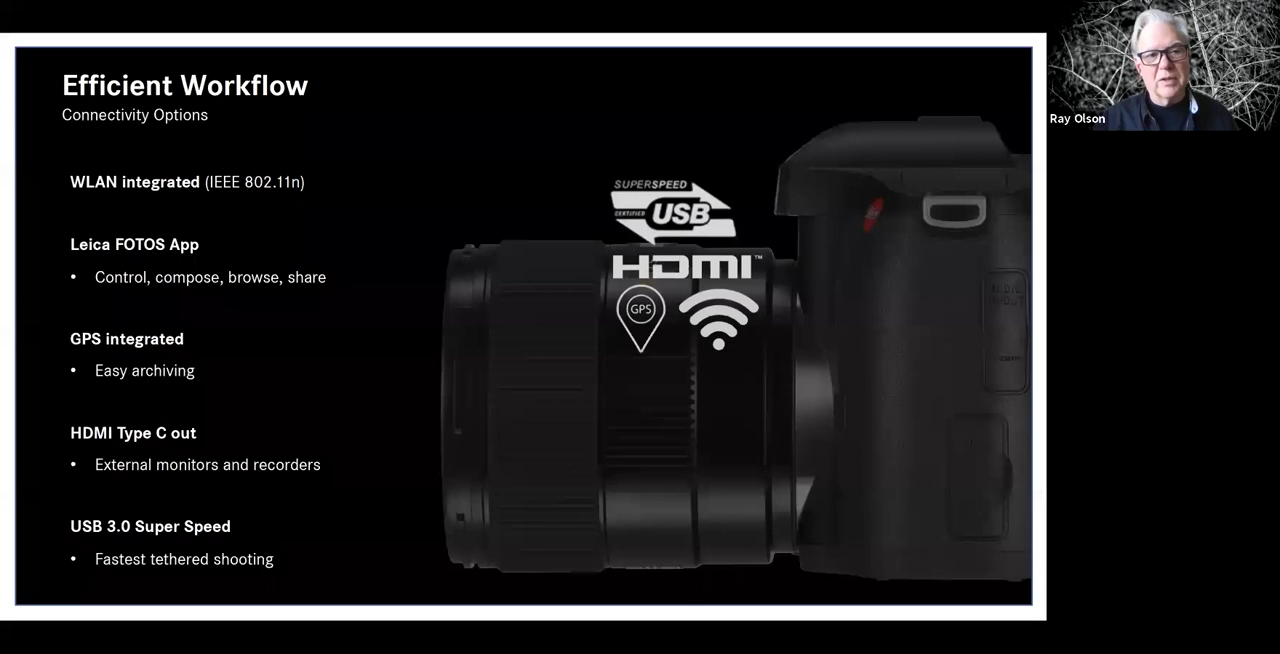 Efficient Workflow
Connectivity Options
WLAN integrated (IEEE 802.11n)
Leica FOTOS App
• Control, compose, browse, share
GPS integrated
• Easy archiving
HDMI Type C out
• External monitors and recorders
USB 3.0 Super Speed
• Fastest tethered shooting
SUPERSPEED
CERTIFIED USB
HDMI™
GPS
Ray Olson